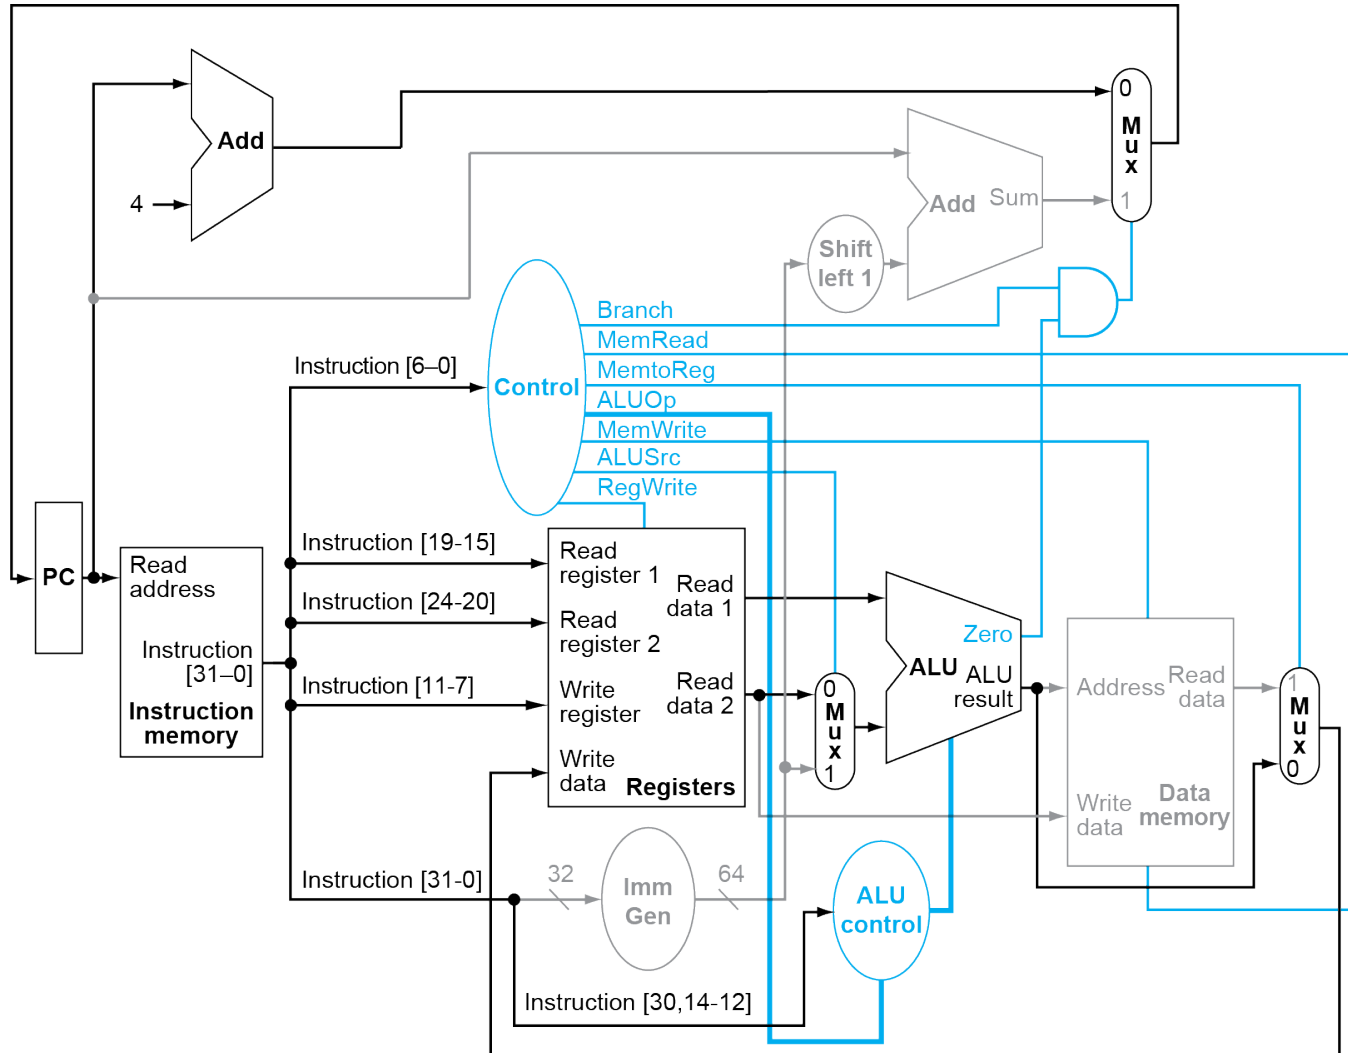 0
M
u
x
1
Add
4
Add
Sum
Shift
left 1
Branch
MemRead
MemtoReg
ALUOp
MemWrite
ALUSrc
RegWrite
Control
Instruction [6–0]
PC
Read
address
Instruction
[31–0]
Instruction
memory
Instruction [19-15]
Instruction [24-20]
Instruction [11-7]
Instruction [31-0]
Read
register 1
Read
register 2
Write
register
Write
data
Read
data 1
Read
data 2
Registers
0
M
u
x
1
Zero
ALU
ALU
result
Address
Read
data
Write
data
Data
memory
1
M
u
x
0
32
Imm
Gen
64
ALU
control
Instruction [30,14-12]